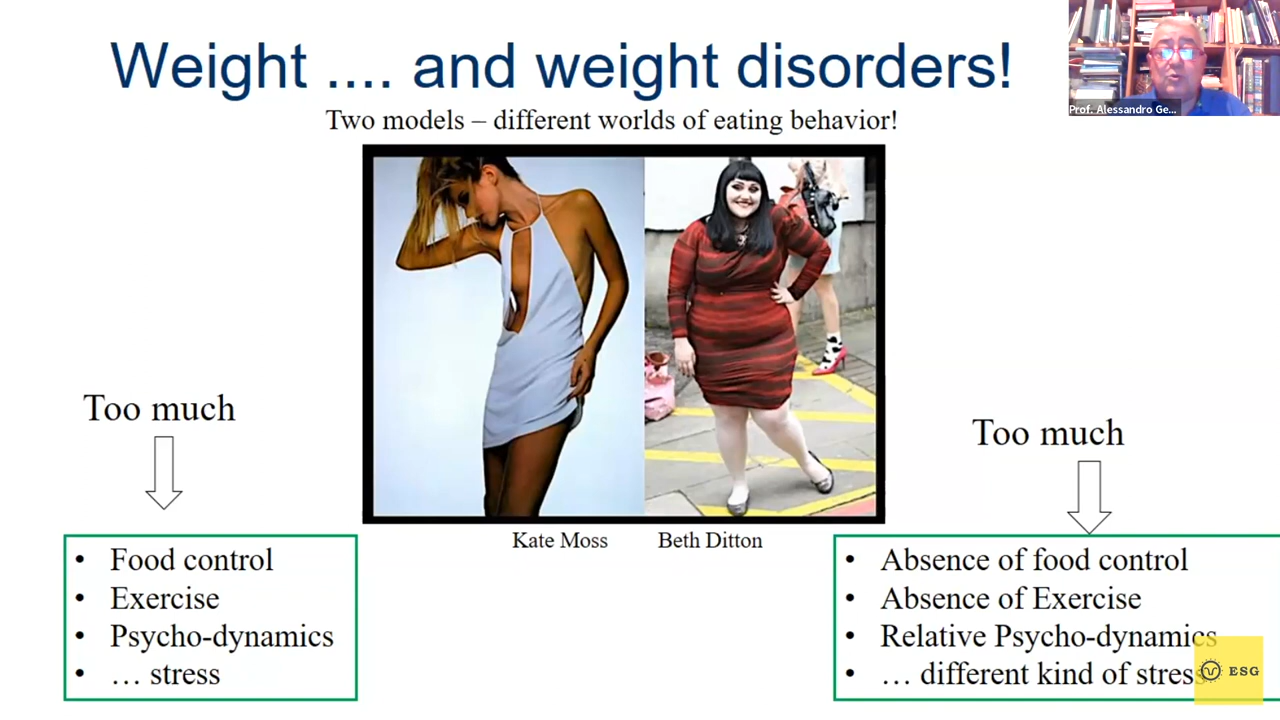 Weight .... and weight disorders!
Prof. Alessandro Ge...
Two models – different worlds of eating behavior!
Too much
Too much
Kate Moss
Beth Ditton
• Food control
• Exercise
• Psycho-dynamics
• … stress
• Absence of food control
• Absence of Exercise
• Relative Psycho-dynamics
• … different kind of stress
ESG